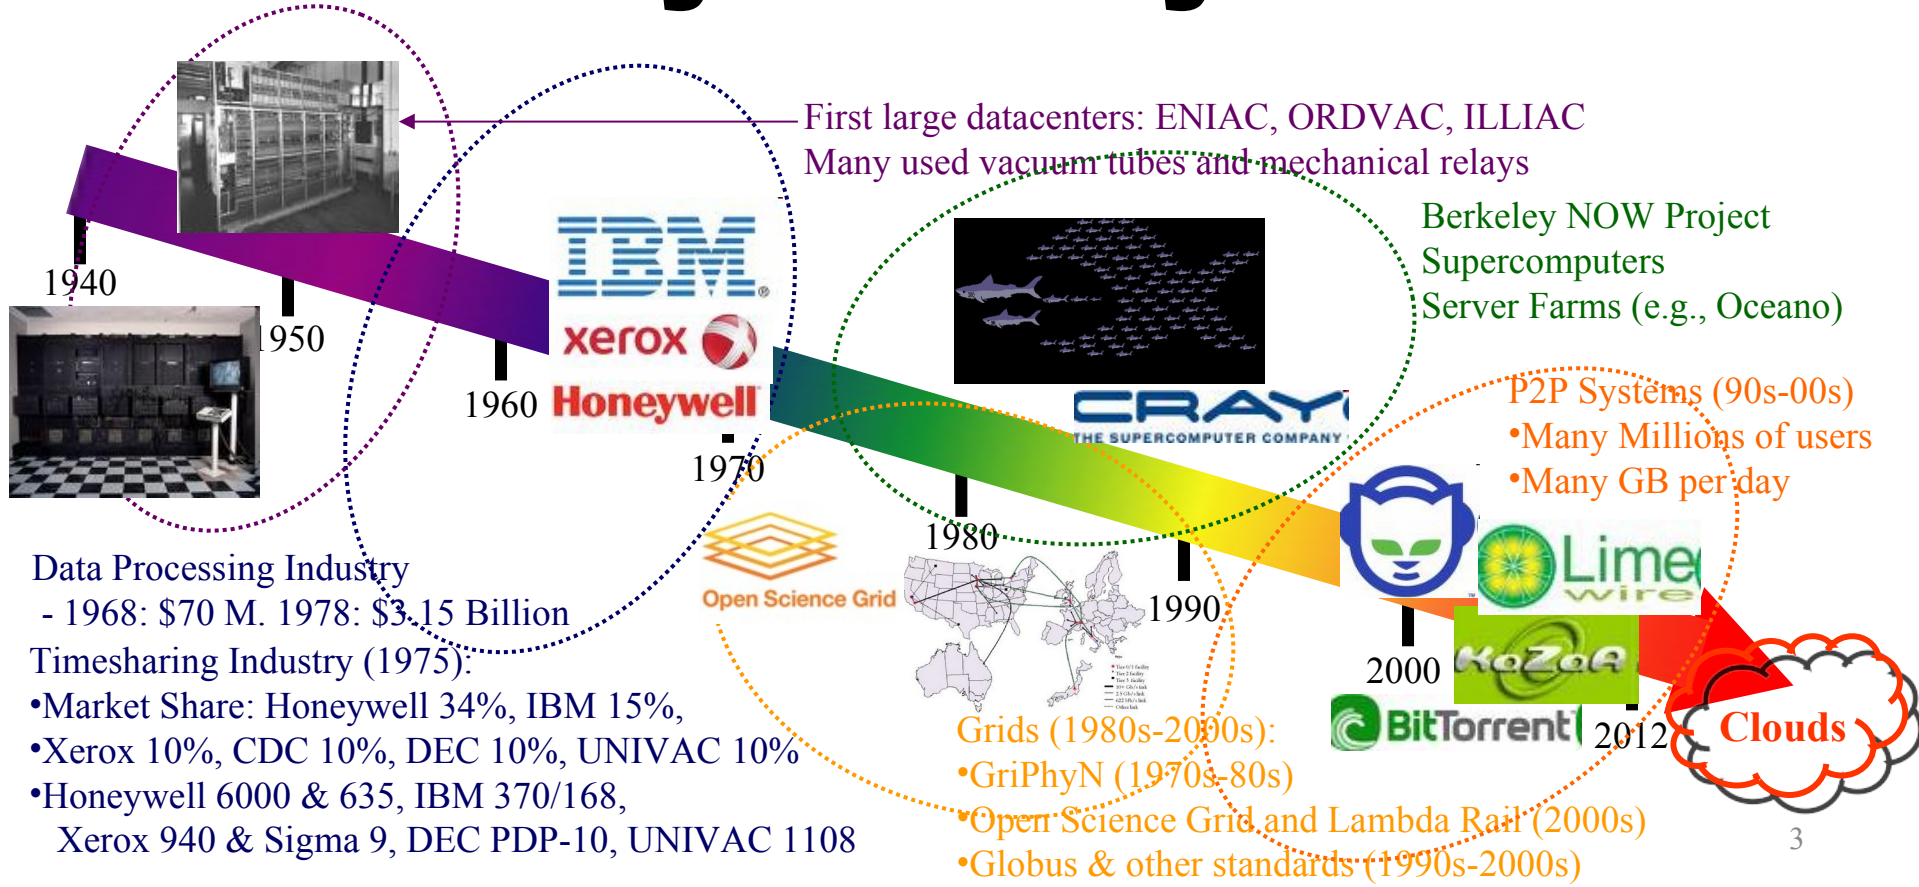 First large datacenters: ENIAC, ORDVAC, ILLIAC
Many used vacuum tubes and mechanical relays
Berkeley NOW Project
Supercomputers
Server Farms (e.g., Oceano)
1940
1950
1960
1970
1980
1990
2000
2012
IBM®
xerox
Honeywell
CRAY
THE SUPERCOMPUTER COMPANY
P2P Systems (90s-00s)
•Many Millions of users
•Many GB per day
Open Science Grid
Lime
wire
KaZaA
BitTorrent
Clouds
Data Processing Industry
- 1968: $70 M. 1978: $3.15 Billion
Timesharing Industry (1975):
•Market Share: Honeywell 34%, IBM 15%,
•Xerox 10%, CDC 10%, DEC 10%, UNIVAC 10%
•Honeywell 6000 & 635, IBM 370/168,
Xerox 940 & Sigma 9, DEC PDP-10, UNIVAC 1108
Grids (1980s-2000s):
•GriPhyN (1970s-80s)
•Open Science Grid and Lambda Rail (2000s)
•Globus & other standards (1990s-2000s)
3